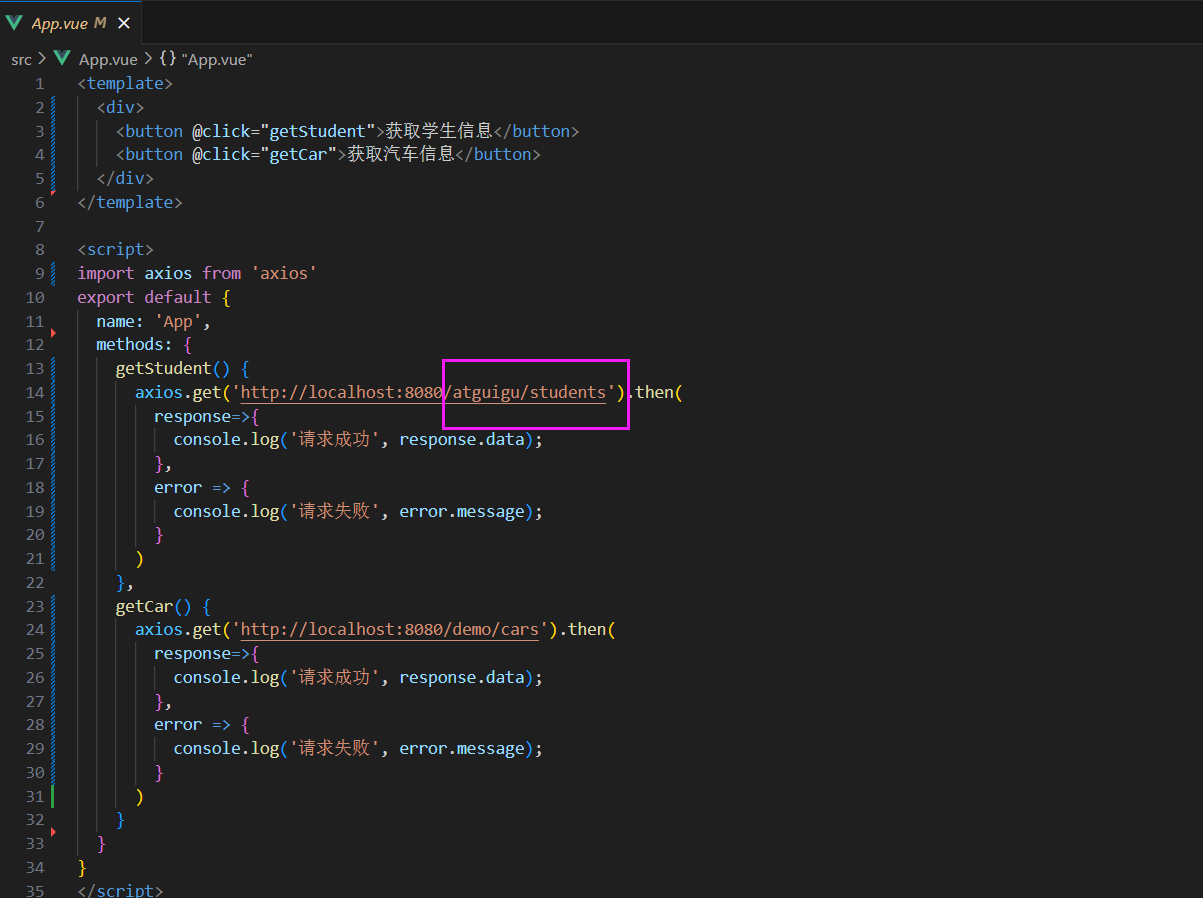 App.vue M
src > App.vue > {} "App.vue"
1 <template>
2 <div>
3 <button @click="getStudent">获取学生信息</button>
4 <button @click="getCar">获取汽车信息</button>
5 </div>
6 </template>
7
8 <script>
9 import axios from 'axios'
10 export default {
11 name: 'App',
12 methods: {
13 getStudent() {
14 axios.get('http://localhost:8080/atguigu/students').then(
15 response=>{
16 console.log('请求成功', response.data);
17 },
18 error => {
19 console.log('请求失败', error.message);
20 }
21 )
22 },
23 getCar() {
24 axios.get('http://localhost:8080/demo/cars').then(
25 response=>{
26 console.log('请求成功', response.data);
27 },
28 error => {
29 console.log('请求失败', error.message);
30 }
31 )
32 }
33 }
34 }
35 </script>